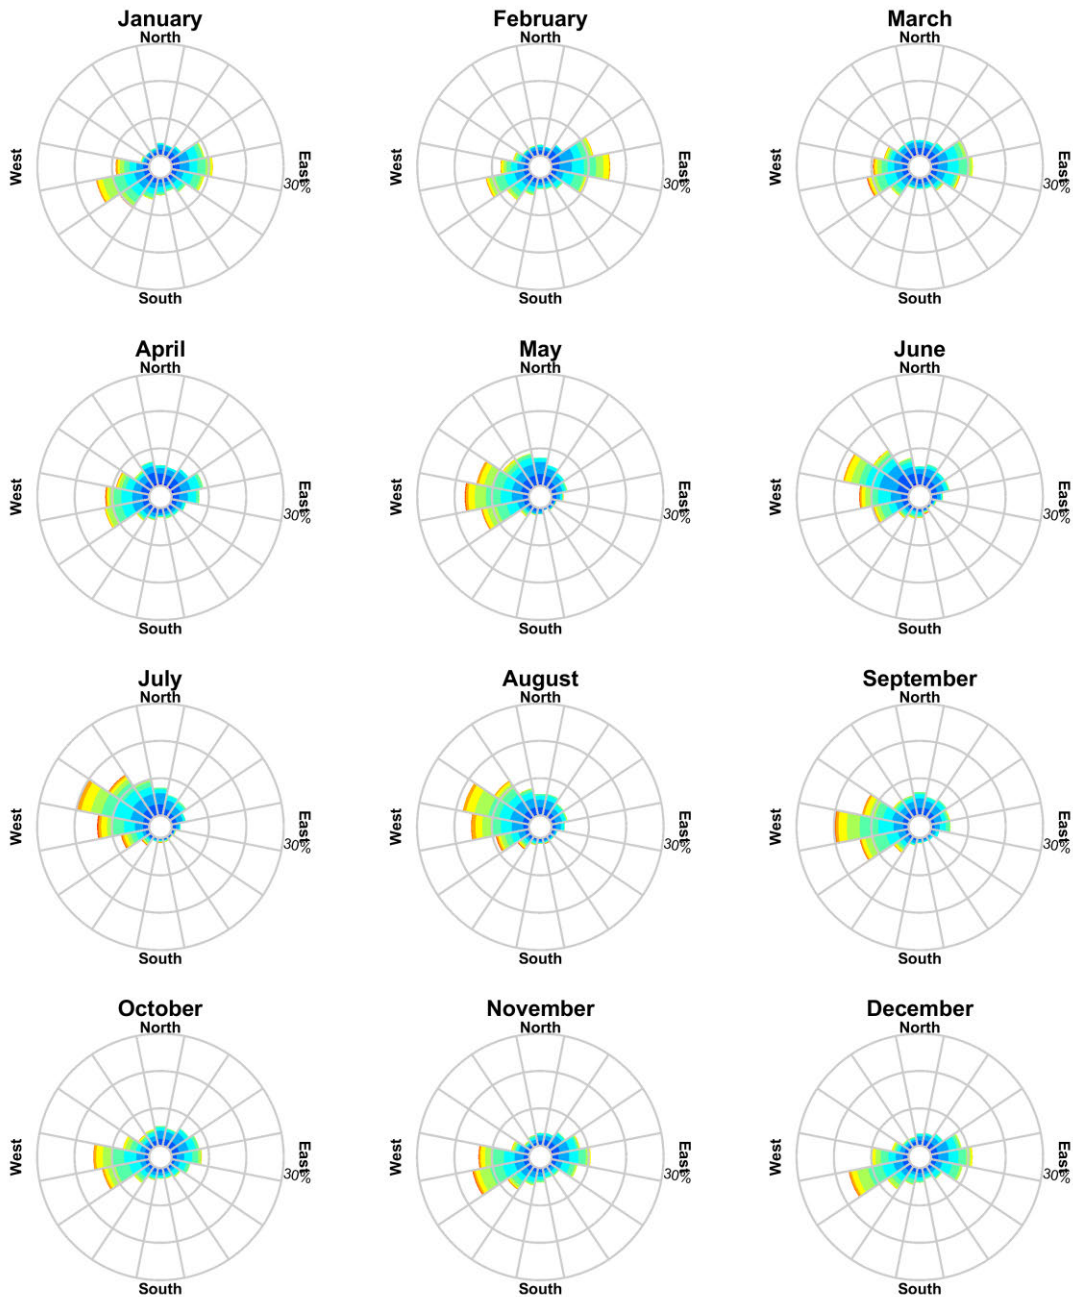 January
North
West
East
30%
South
February
North
West
East
30%
South
March
North
West
East
30%
South
April
North
West
East
30%
South
May
North
West
East
30%
South
June
North
West
East
30%
South
July
North
West
East
30%
South
August
North
West
East
30%
South
September
North
West
East
30%
South
October
North
West
East
30%
South
November
North
West
East
30%
South
December
North
West
East
30%
South